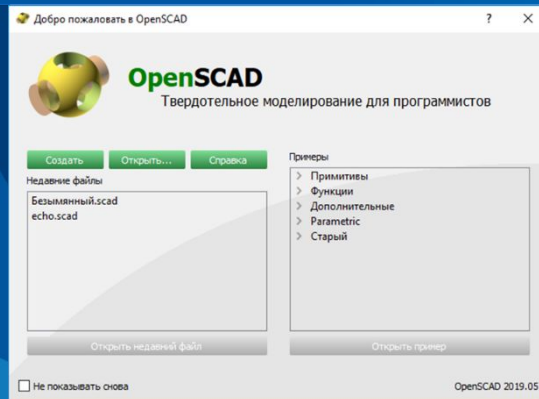 Добро пожаловать в OpenSCAD
OpenSCAD
Твердотельное моделирование для программистов
Создать
Открыть...
Справка
Недавние файлы
Безымянный.scad
echo.scad
Открыть недавний файл
Примеры
Примитивы
Функции
Дополнительные
Parametric
Старый
Открыть пример
Не показывать снова
OpenSCAD 2019.05